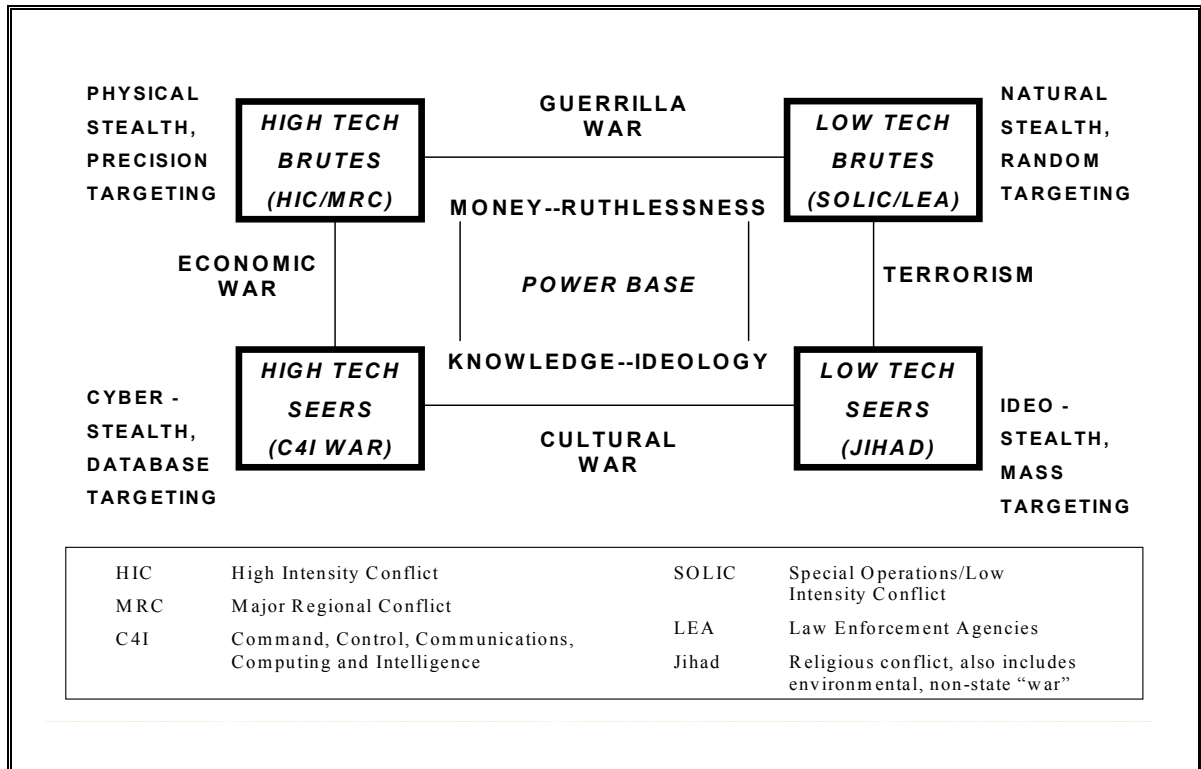 PHYSICAL
STEALTH,
PRECISION
TARGETING
HIGH TECH
BRUTES
(HIC/MRC)
GUERRILLA
WAR
LOW TECH
BRUTES
(SOLIC/LEA)
NATURAL
STEALTH,
RANDOM
TARGETING
MONEY--RUTHLESSNESS
ECONOMIC
WAR
POWER BASE
TERRORISM
KNOWLEDGE--IDEOLOGY
CYBER -
STEALTH,
DATABASE
TARGETING
HIGH TECH
SEERS
(C4I WAR)
CULTURAL
WAR
LOW TECH
SEERS
(JIHAD)
IDEO -
STEALTH,
MASS
TARGETING
HIC High Intensity Conflict
MRC Major Regional Conflict
C4I Command, Control, Communications,
Computing and Intelligence
SOLIC Special Operations/Low
Intensity Conflict
LEA Law Enforcement Agencies
Jihad Religious conflict, also includes
environmental, non-state “war”